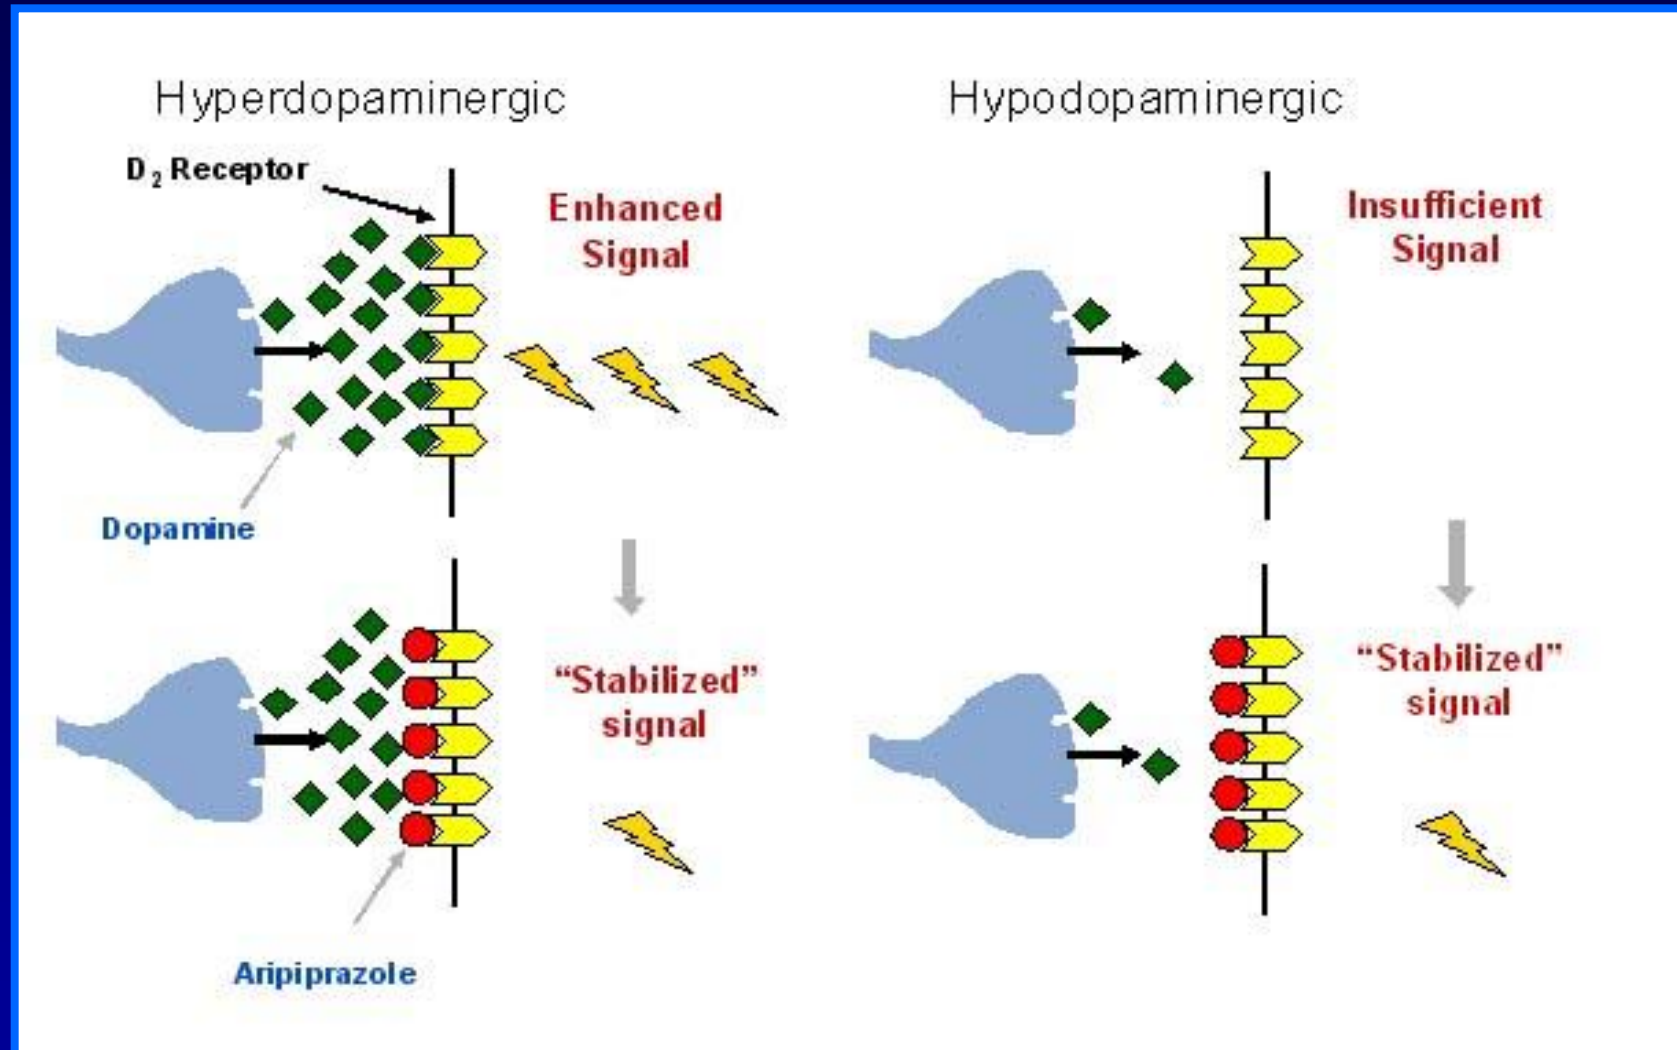 Hyperdopaminergic
Hypodopaminergic
D₂ Receptor
Enhanced
Signal
Insufficient
Signal
Dopamine
“Stabilized”
signal
“Stabilized”
signal
Aripiprazole